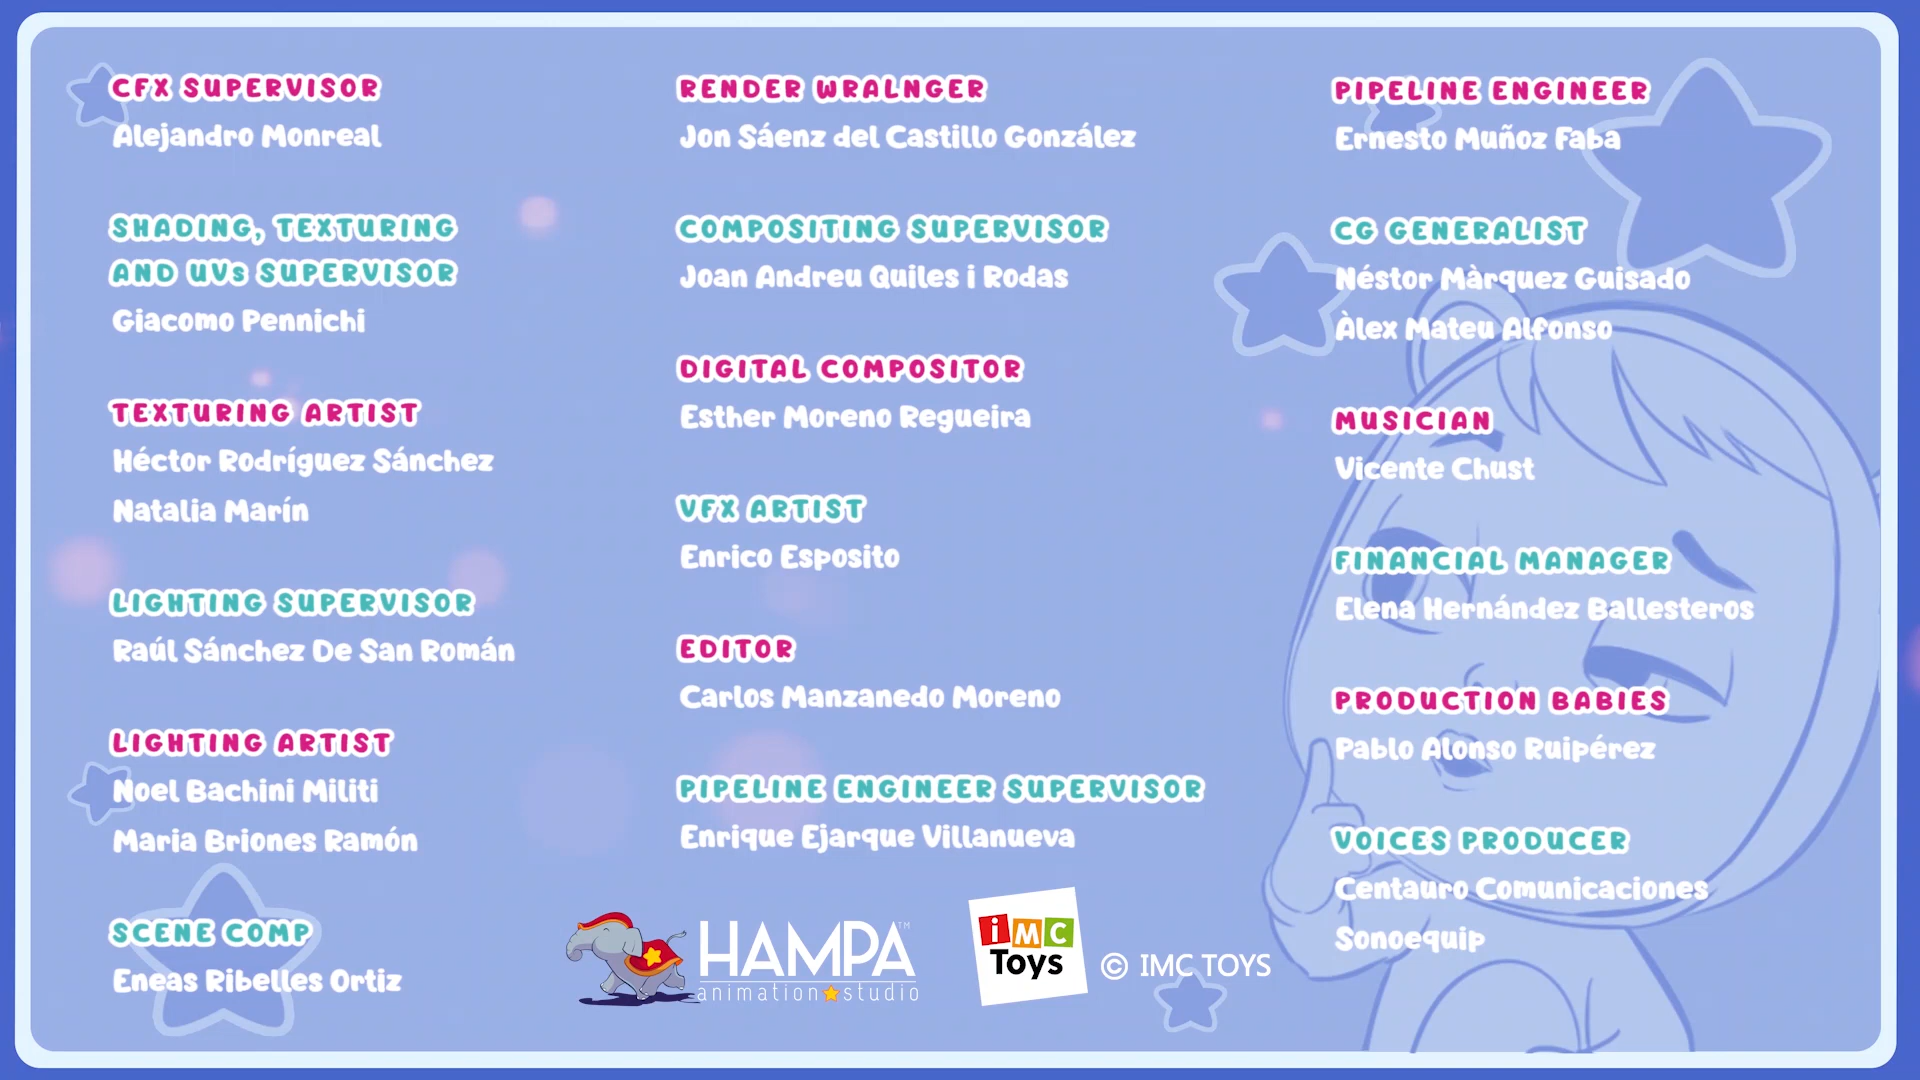 CFX SUPERVISOR
Alejandro Monreal
SHADING, TEXTURING
AND UVs SUPERVISOR
Giacomo Pennichi
TEXTURING ARTIST
Héctor Rodríguez Sánchez
Natalia Marín
LIGHTING SUPERVISOR
Raúl Sánchez De San Román
LIGHTING ARTIST
Noel Bachini Militi
Maria Briones Ramón
SCENE COMP
Eneas Ribelles Ortiz
RENDER WRALNGER
Jon Sáenz del Castillo González
COMPOSITING SUPERVISOR
Joan Andreu Quiles i Rodas
DIGITAL COMPOSITOR
Esther Moreno Regueira
VFX ARTIST
Enrico Esposito
EDITOR
Carlos Manzanedo Moreno
PIPELINE ENGINEER SUPERVISOR
Enrique Ejarque Villanueva
HAMPA™
animation studio
iMC
Toys
© IMC TOYS
PIPELINE ENGINEER
Ernesto Muñoz Faba
CG GENERALIST
Néstor Màrquez Guisado
Àlex Mateu Alfonso
MUSICIAN
Vicente Chust
FINANCIAL MANAGER
Elena Hernández Ballesteros
PRODUCTION BABIES
Pablo Alonso Ruipérez
VOICES PRODUCER
Centauro Comunicaciones
Sonoequip